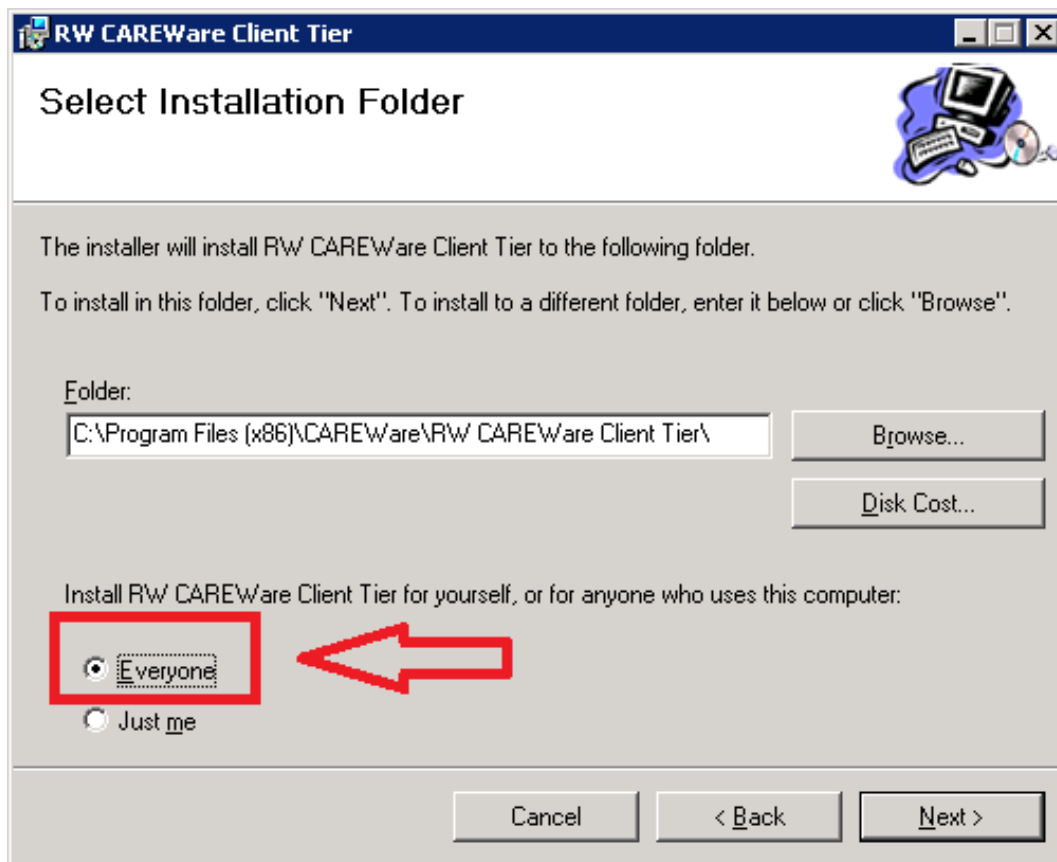 RW CAREWare Client Tier
Select Installation Folder
The installer will install RW CAREWare Client Tier to the following folder.
To install in this folder, click "Next". To install to a different folder, enter it below or click "Browse".
Folder:
C:\Program Files (x86)\CAREWare\RW CAREWare Client Tier\
Browse...
Disk Cost...
Install RW CAREWare Client Tier for yourself, or for anyone who uses this computer:
Everyone
Just me
Cancel
< Back
Next >